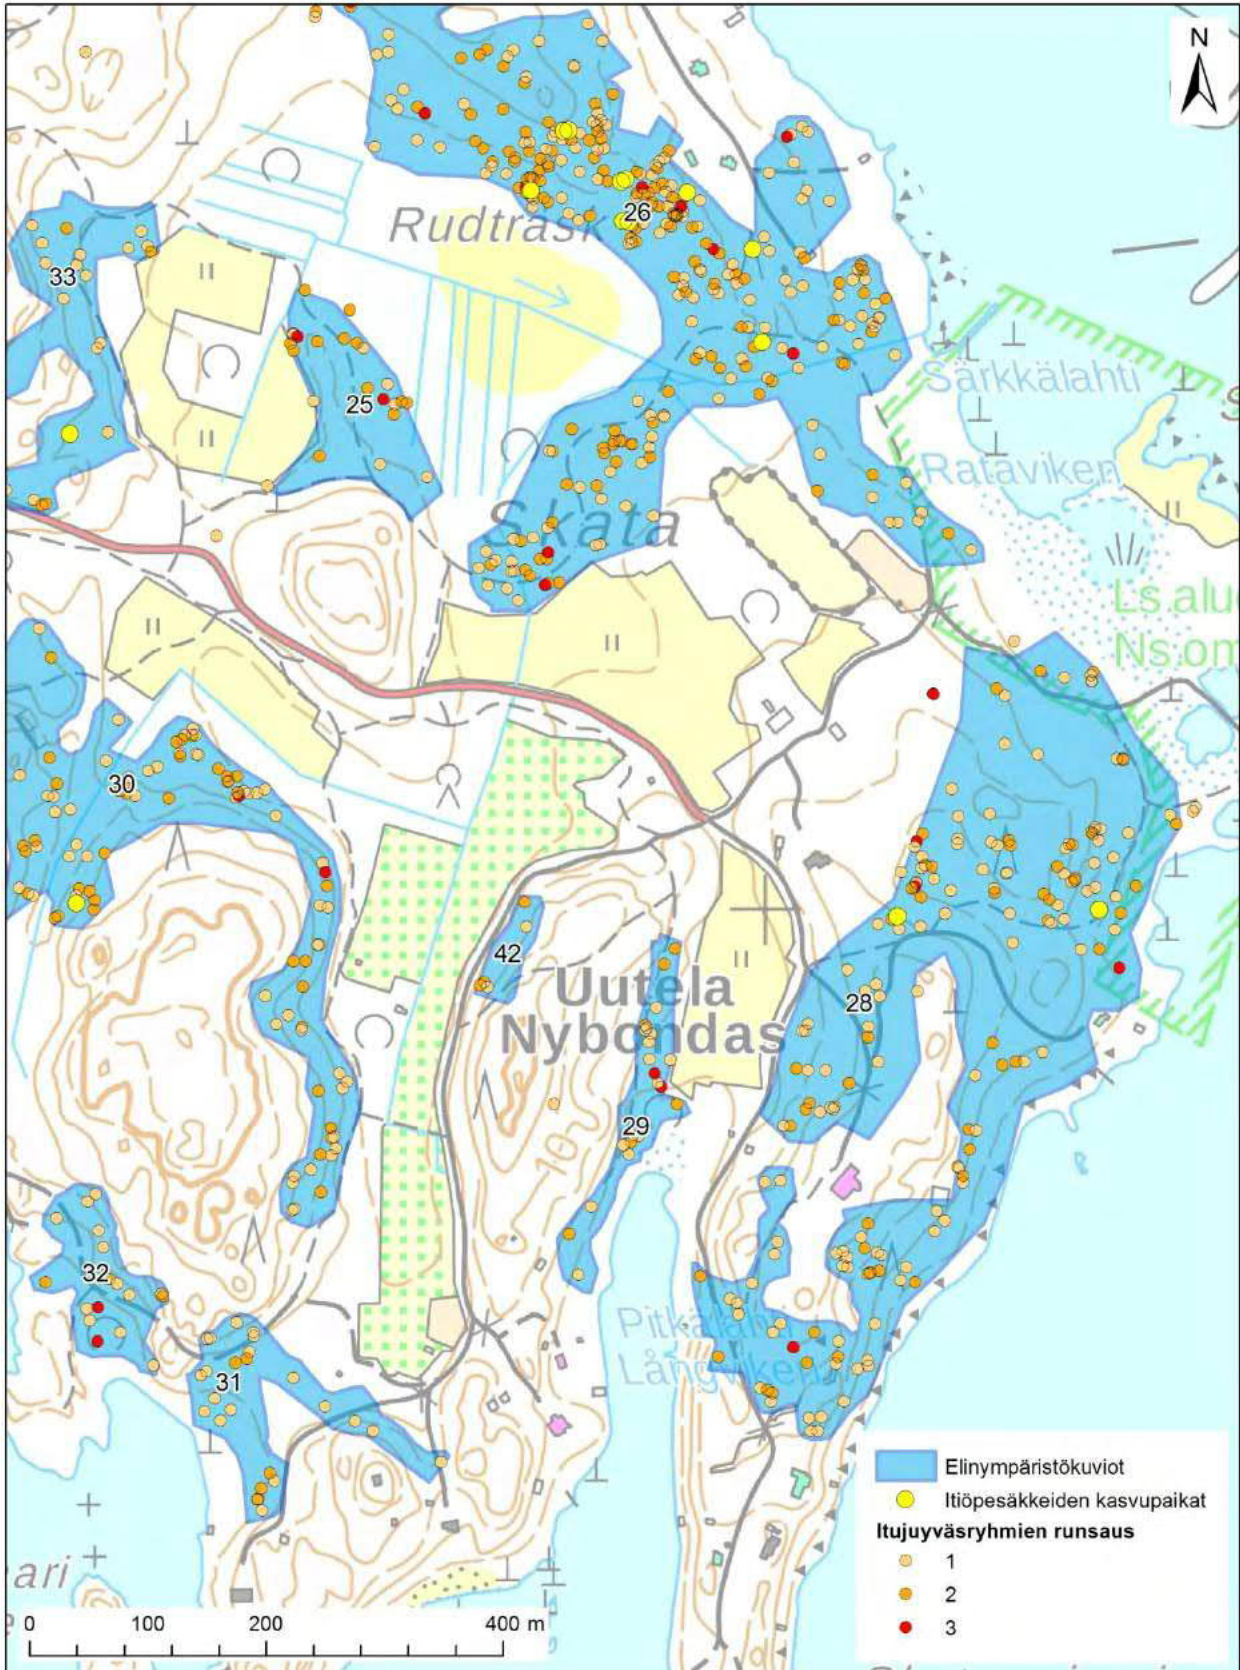 N
Rudträsk
26
33
25
Särkkälahti
Rataviken
Skata
Ls.alu
Ns.om
30
42
Uutela
Nybondas
28
29
10
32
Pitkälahti
Långviken
31
Elinympäristökuviot
Itiöpesäkkeiden kasvupaikat
Itujuyväsryhmien runsaus
1
2
3
ari
0 100 200 400 m